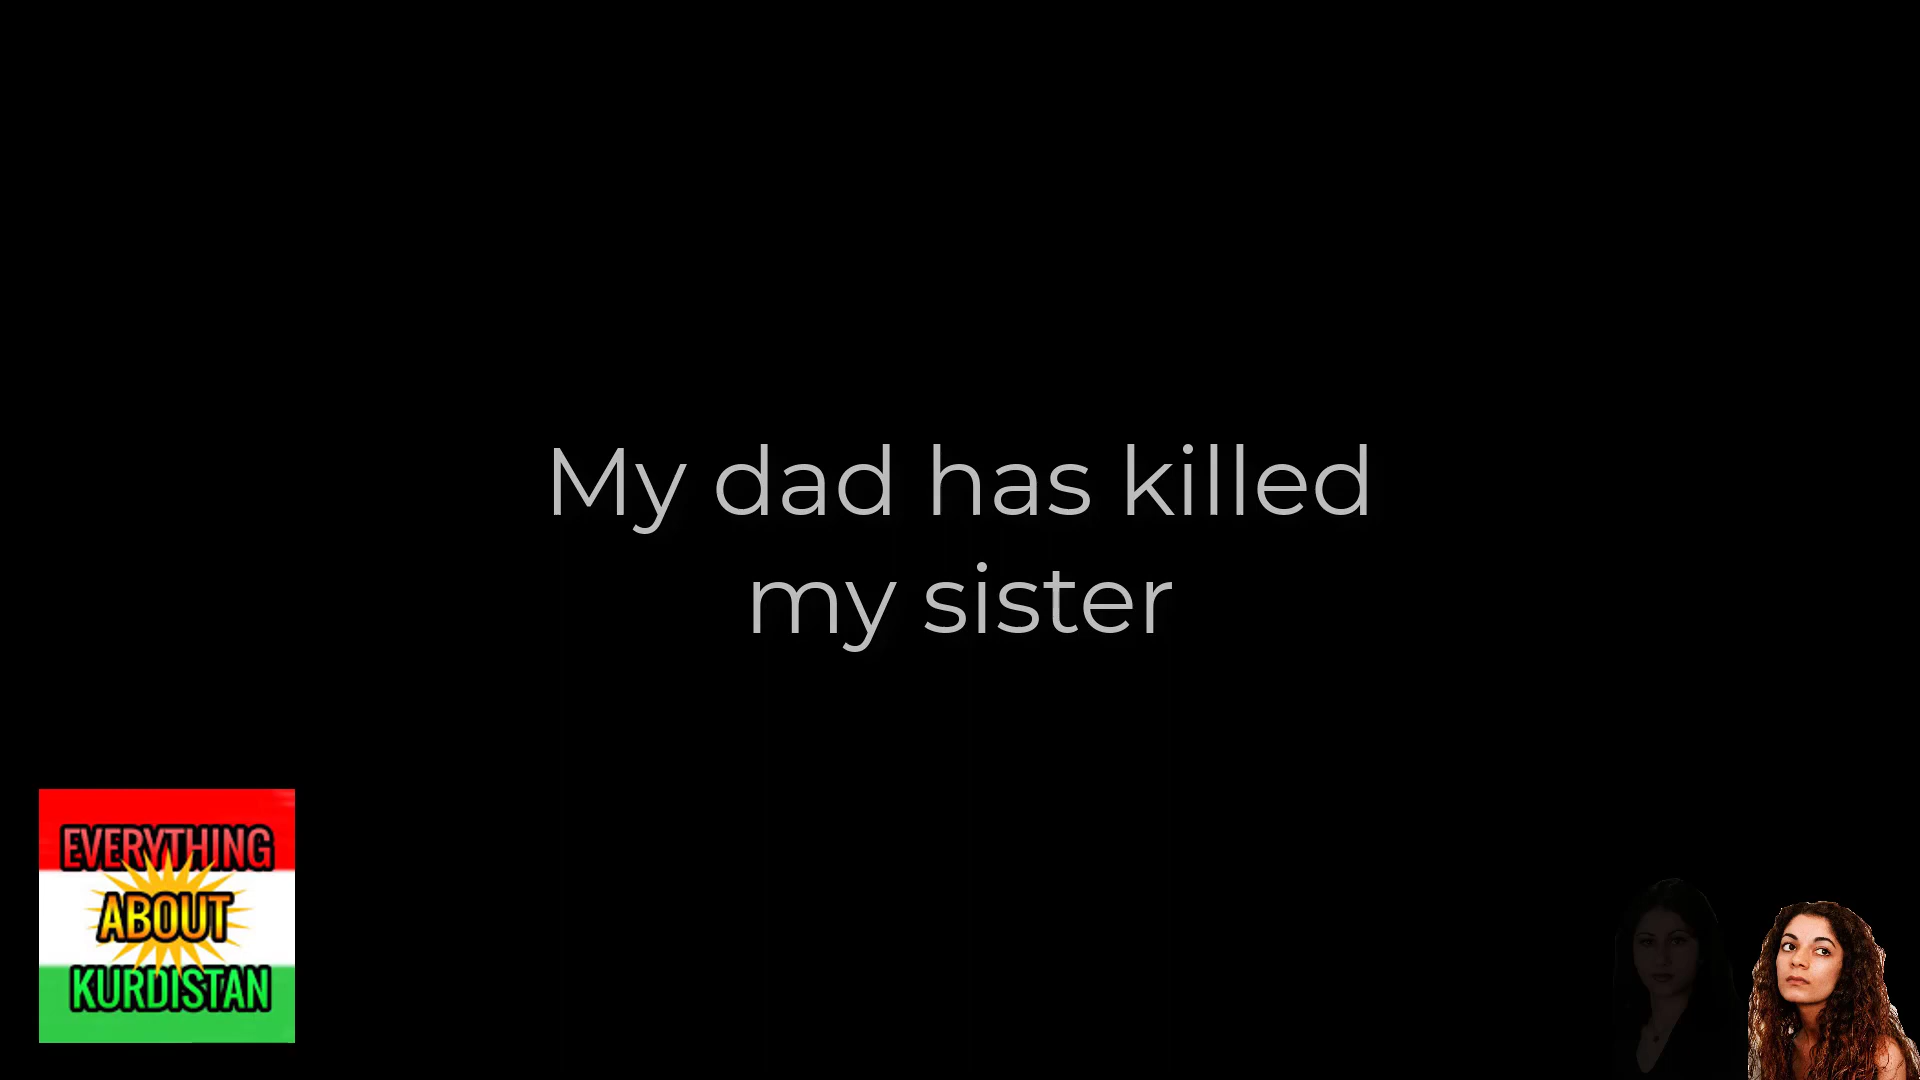 My dad has killed
my sister
EVERYTHING
ABOUT
KURDISTAN